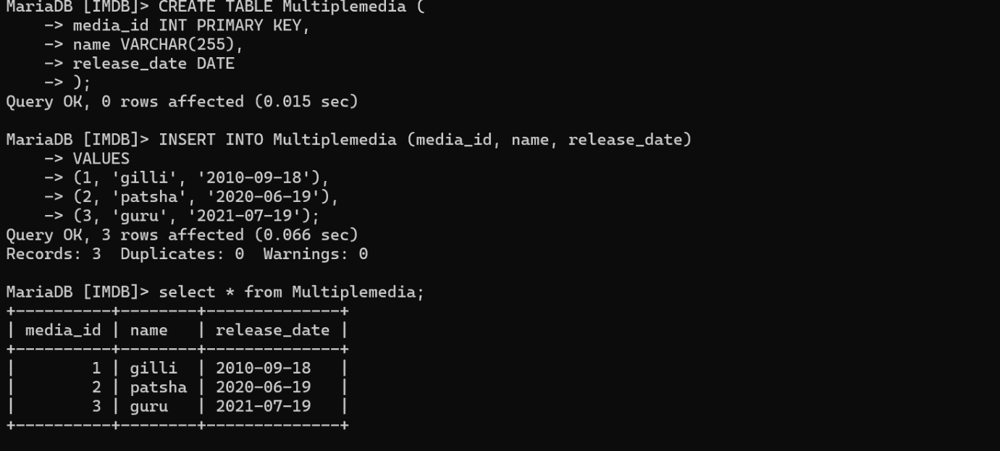 MariaDB [IMDB]> CREATE TABLE Multiplemedia (
    -> media_id INT PRIMARY KEY,
    -> name VARCHAR(255),
    -> release_date DATE
    -> );
Query OK, 0 rows affected (0.015 sec)

MariaDB [IMDB]> INSERT INTO Multiplemedia (media_id, name, release_date)
    -> VALUES
    -> (1, 'gilli', '2010-09-18'),
    -> (2, 'patsha', '2020-06-19'),
    -> (3, 'guru', '2021-07-19');
Query OK, 3 rows affected (0.066 sec)
Records: 3  Duplicates: 0  Warnings: 0

MariaDB [IMDB]> select * from Multiplemedia;
+----------+--------+--------------+
| media_id | name   | release_date |
+----------+--------+--------------+
|        1 | gilli  | 2010-09-18   |
|        2 | patsha | 2020-06-19   |
|        3 | guru   | 2021-07-19   |
+----------+--------+--------------+